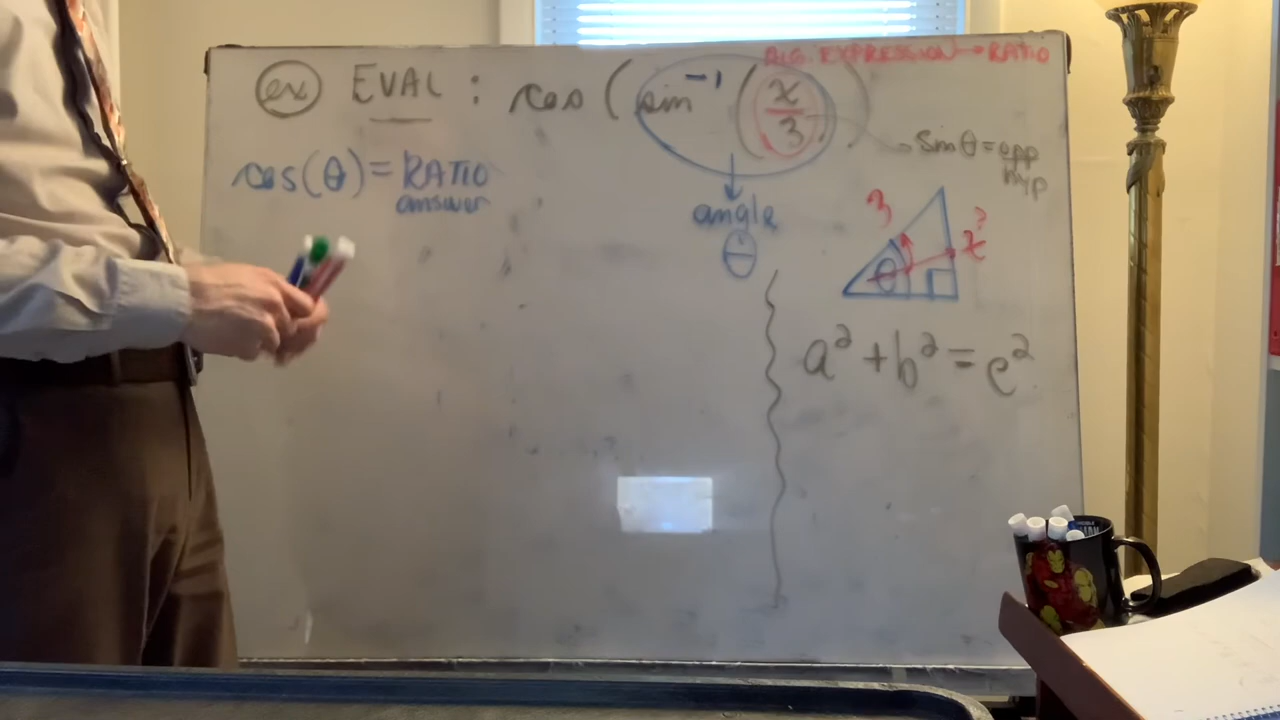 ALG. EXPRESSION → RATIO
ex EVAL : cos(sin⁻¹(x/3))
sinθ = opp
hyp
cos(θ) = RATIO
answer
angle
θ
3
x
?
θ
a² + b² = c²